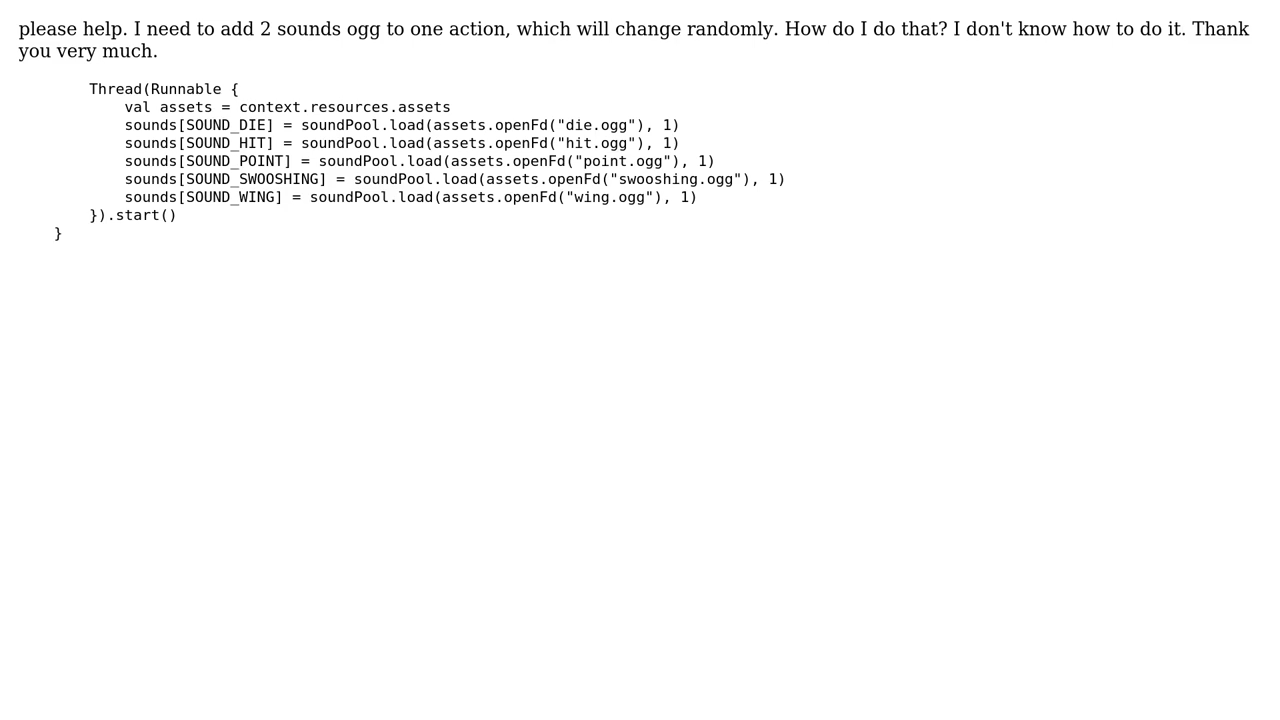 please help. I need to add 2 sounds ogg to one action, which will change randomly. How do I do that? I don't know how to do it. Thank
you very much.
        Thread(Runnable {
            val assets = context.resources.assets
            sounds[SOUND_DIE] = soundPool.load(assets.openFd("die.ogg"), 1)
            sounds[SOUND_HIT] = soundPool.load(assets.openFd("hit.ogg"), 1)
            sounds[SOUND_POINT] = soundPool.load(assets.openFd("point.ogg"), 1)
            sounds[SOUND_SWOOSHING] = soundPool.load(assets.openFd("swooshing.ogg"), 1)
            sounds[SOUND_WING] = soundPool.load(assets.openFd("wing.ogg"), 1)
        }).start()
    }